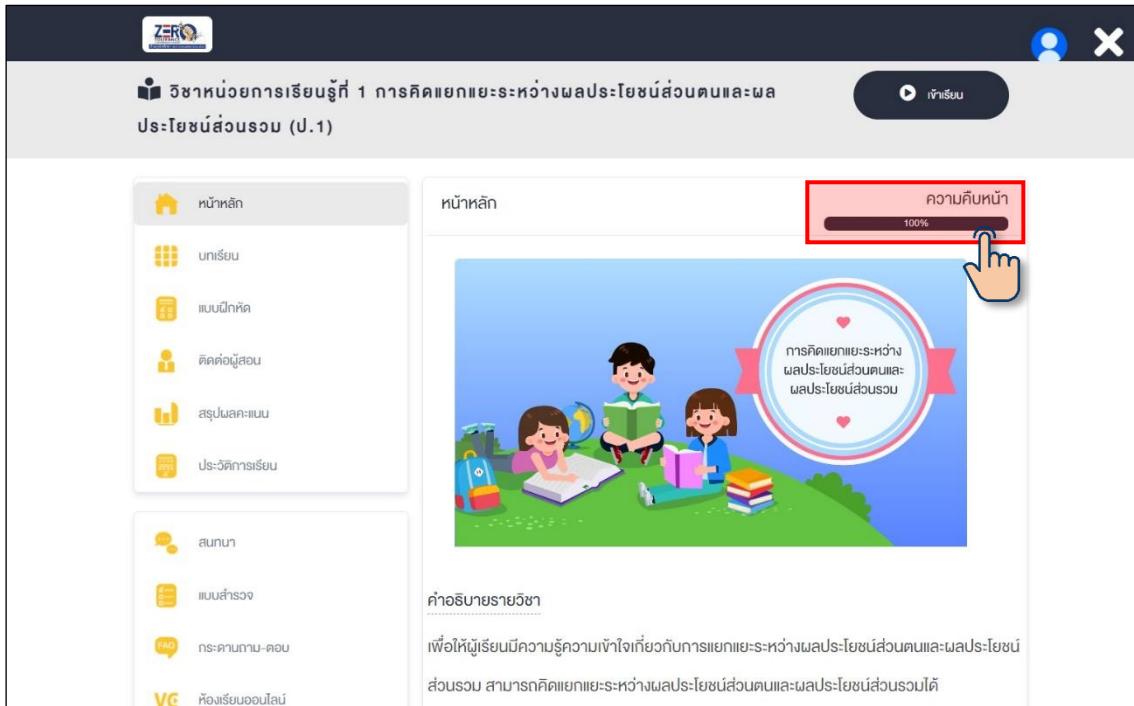 ZERO
วิชาหน่วยการเรียนรู้ที่ 1 การคิดแยกแยะระหว่างผลประโยชน์ส่วนตนและผล
ประโยชน์ส่วนรวม (ป.1)
เข้าเรียน
หน้าหลัก
บทเรียน
แบบฝึกหัด
ติดต่อผู้สอน
สรุปผลคะแนน
ประวัติการเรียน
สนทนา
แบบสำรวจ
FAQ
กระดานถาม-ตอบ
VC
ห้องเรียนออนไลน์
หน้าหลัก
ความคืบหน้า
100%
การคิดแยกแยะระหว่าง
ผลประโยชน์ส่วนตนและ
ผลประโยชน์ส่วนรวม
คำอธิบายรายวิชา
เพื่อให้ผู้เรียนมีความรู้ความเข้าใจเกี่ยวกับการแยกแยะระหว่างผลประโยชน์ส่วนตนและผลประโยชน์
ส่วนรวม สามารถคิดแยกแยะระหว่างผลประโยชน์ส่วนตนและผลประโยชน์ส่วนรวมได้